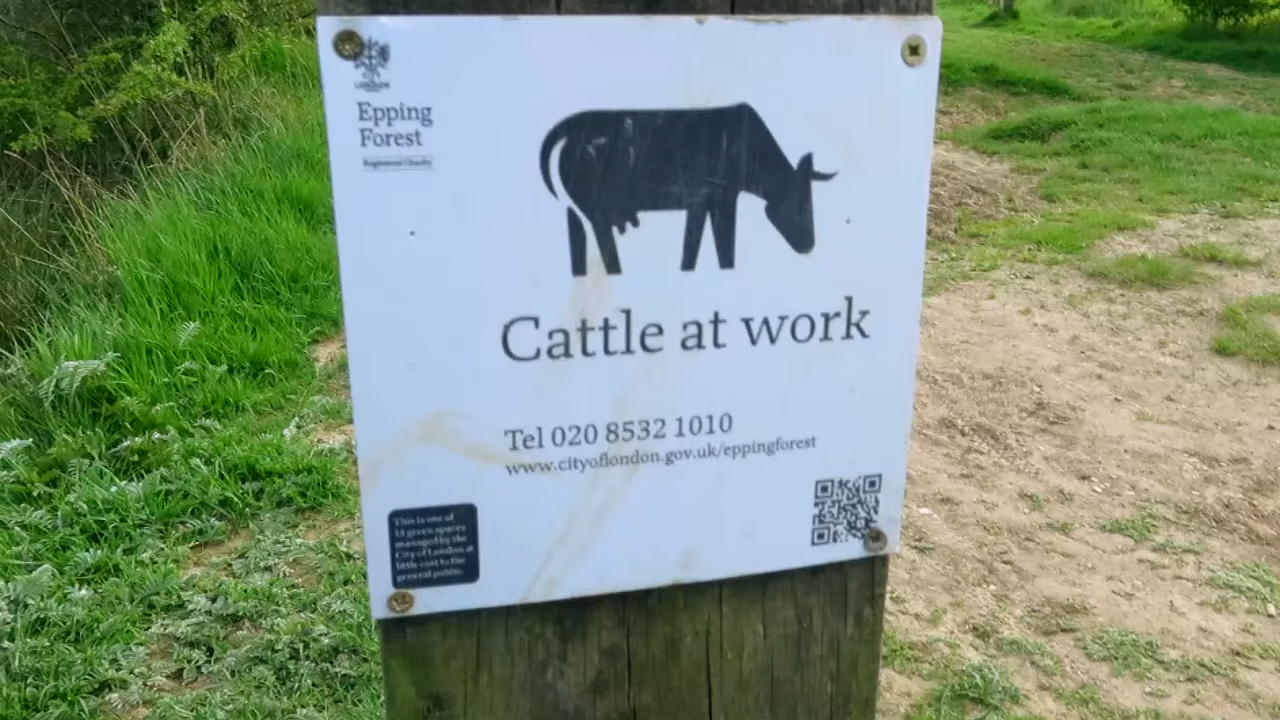 LONDON
Epping
Forest
Registered Charity
Cattle at work
Tel 020 8532 1010
www.cityoflondon.gov.uk/eppingforest
This is one of
14 green spaces
managed by the
City of London at
little cost to the
general public.